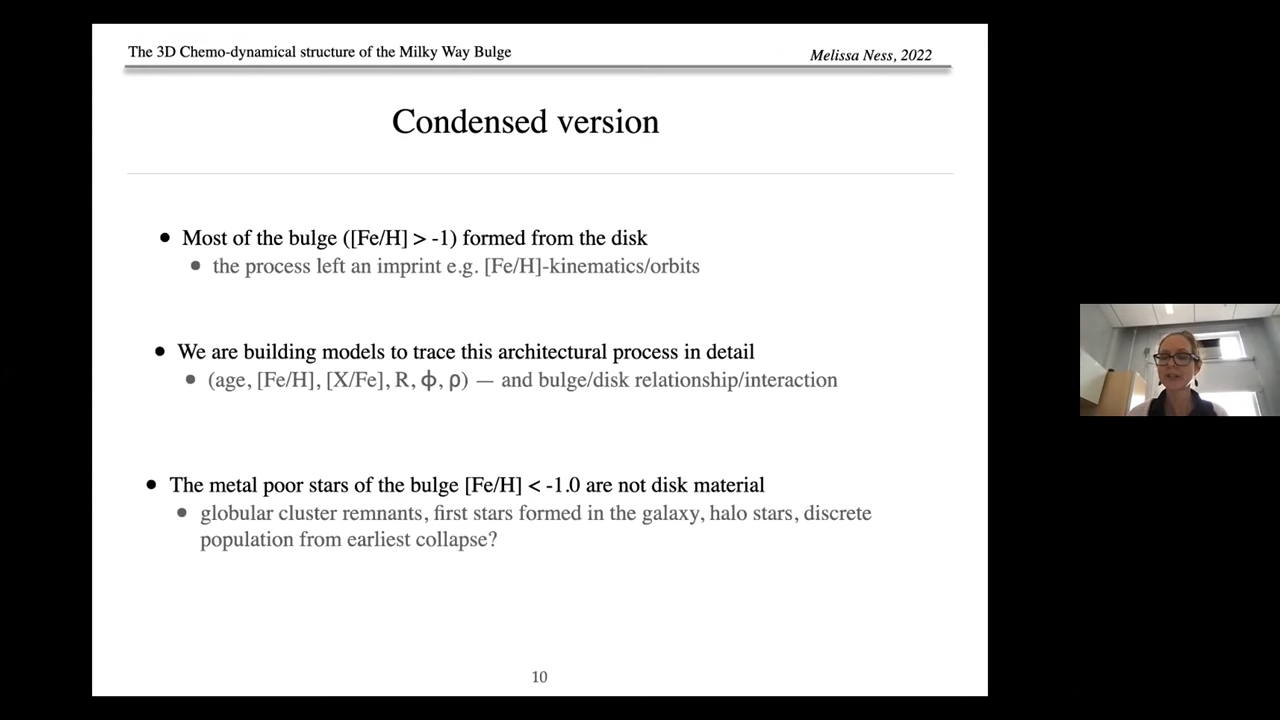 The 3D Chemo-dynamical structure of the Milky Way Bulge
Melissa Ness, 2022
Condensed version
• Most of the bulge ([Fe/H] > -1) formed from the disk
• the process left an imprint e.g. [Fe/H]-kinematics/orbits
• We are building models to trace this architectural process in detail
• (age, [Fe/H], [X/Fe], R, ϕ, ρ) — and bulge/disk relationship/interaction
• The metal poor stars of the bulge [Fe/H] < -1.0 are not disk material
• globular cluster remnants, first stars formed in the galaxy, halo stars, discrete
population from earliest collapse?
10